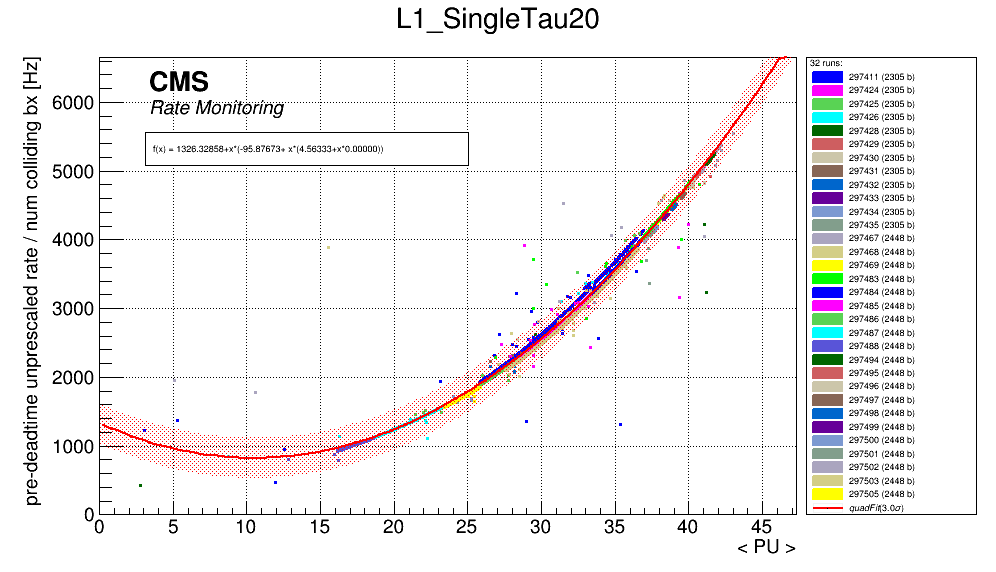 L1_SingleTau20
pre-deadtime unprescaled rate / num colliding bx [Hz]
CMS
Rate Monitoring
f(x) = 1326.32858+x*(-95.87673+ x*(4.56333+x*0.00000))
6000
5000
4000
3000
2000
1000
0
0 5 10 15 20 25 30 35 40 45
< PU >
32 runs:
297411 (2305 b)
297424 (2305 b)
297425 (2305 b)
297426 (2305 b)
297428 (2305 b)
297429 (2305 b)
297430 (2305 b)
297431 (2305 b)
297432 (2305 b)
297433 (2305 b)
297434 (2305 b)
297435 (2305 b)
297467 (2448 b)
297468 (2448 b)
297469 (2448 b)
297483 (2448 b)
297484 (2448 b)
297485 (2448 b)
297486 (2448 b)
297487 (2448 b)
297488 (2448 b)
297494 (2448 b)
297495 (2448 b)
297496 (2448 b)
297497 (2448 b)
297498 (2448 b)
297499 (2448 b)
297500 (2448 b)
297501 (2448 b)
297502 (2448 b)
297503 (2448 b)
297505 (2448 b)
quadFit(3.0σ)